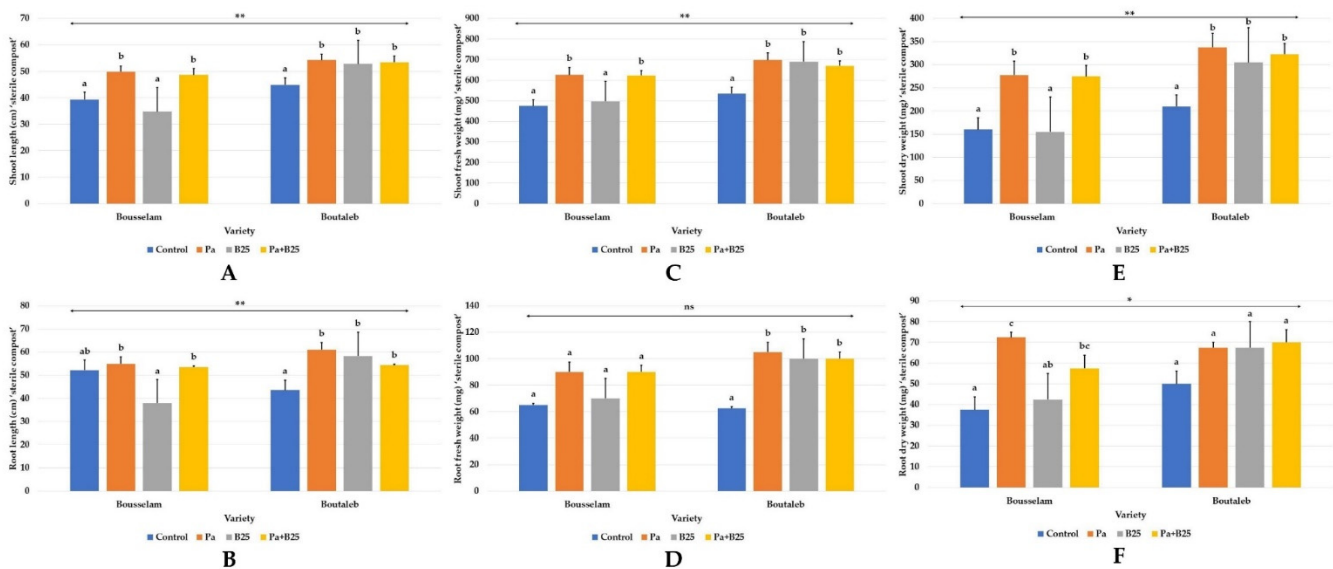 **
70
60
50
40
30
20
10
0
Shoot length (cm) 'sterile compost'
a b a b a b b b
Bousselam Boutaleb
Variety
Control Pa B25 Pa+B25
A
**
900
800
700
600
500
400
300
200
100
0
Shoot fresh weight (mg) 'sterile compost'
a b a b a b b b
Bousselam Boutaleb
Variety
Control Pa B25 Pa+B25
C
**
400
350
300
250
200
150
100
50
0
Shoot dry weight (mg) 'sterile compost'
a b a b a b b b
Bousselam Boutaleb
Variety
Control Pa B25 Pa+B25
E
**
80
70
60
50
40
30
20
10
0
Root length (cm) 'sterile compost'
ab b a b a b b b
Bousselam Boutaleb
Variety
Control Pa B25 Pa+B25
B
ns
140
120
100
80
60
40
20
0
Root fresh weight (mg) 'sterile compost'
a a a a a b b b
Bousselam Boutaleb
Variety
Control Pa B25 Pa+B25
D
*
90
80
70
60
50
40
30
20
10
0
Root dry weight (mg) 'sterile compost'
a c ab bc a a a a
Bousselam Boutaleb
Variety
Control Pa B25 Pa+B25
F